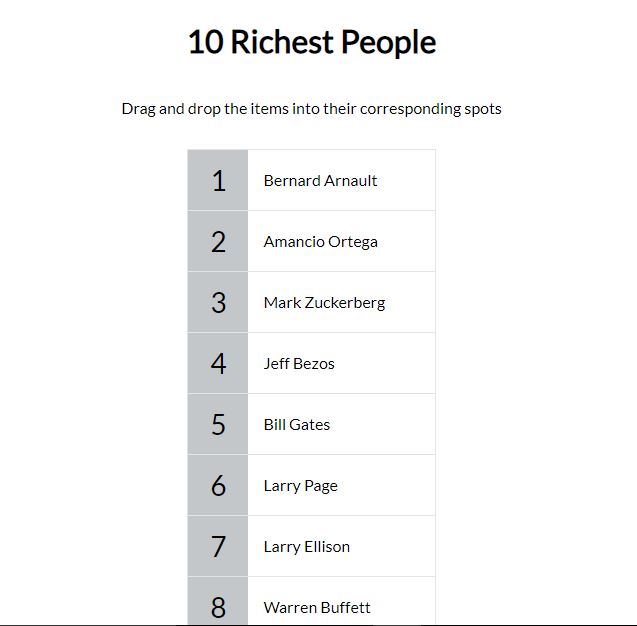 10 Richest People
Drag and drop the items into their corresponding spots
1 Bernard Arnault
2 Amancio Ortega
3 Mark Zuckerberg
4 Jeff Bezos
5 Bill Gates
6 Larry Page
7 Larry Ellison
8 Warren Buffett